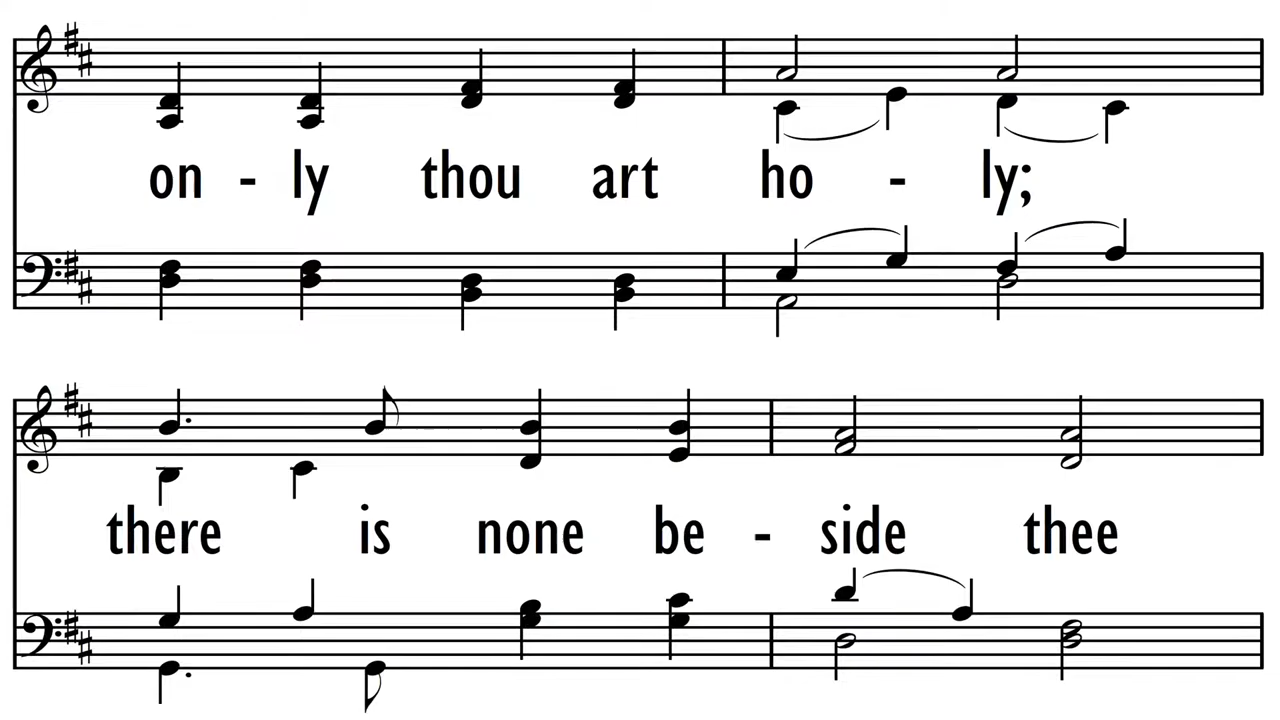 on - ly thou art ho - ly;
there is none be - side thee